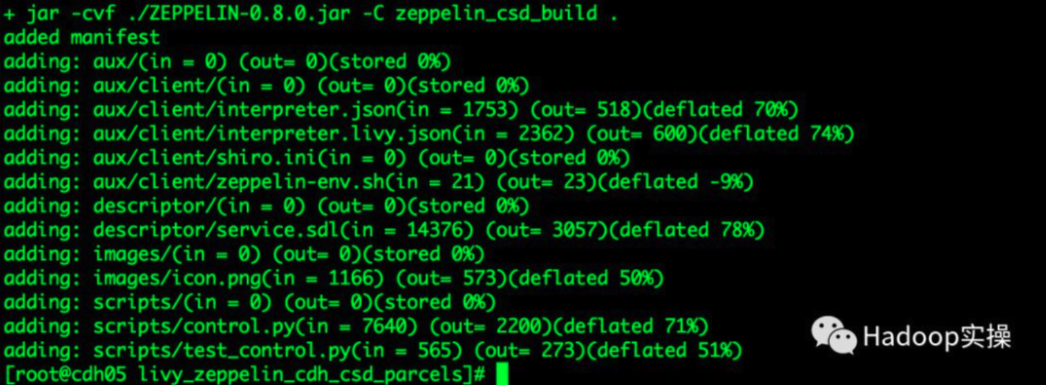 + jar -cvf ./ZEPPELIN-0.8.0.jar -C zeppelin_csd_build .
added manifest
adding: aux/(in = 0) (out= 0)(stored 0%)
adding: aux/client/(in = 0) (out= 0)(stored 0%)
adding: aux/client/interpreter.json(in = 1753) (out= 518)(deflated 70%)
adding: aux/client/interpreter.livy.json(in = 2362) (out= 600)(deflated 74%)
adding: aux/client/shiro.ini(in = 0) (out= 0)(stored 0%)
adding: aux/client/zeppelin-env.sh(in = 21) (out= 23)(deflated -9%)
adding: descriptor/(in = 0) (out= 0)(stored 0%)
adding: descriptor/service.sdl(in = 14376) (out= 3057)(deflated 78%)
adding: images/(in = 0) (out= 0)(stored 0%)
adding: images/icon.png(in = 1166) (out= 573)(deflated 50%)
adding: scripts/(in = 0) (out= 0)(stored 0%)
adding: scripts/control.py(in = 7640) (out= 2200)(deflated 71%)
adding: scripts/test_control.py(in = 565) (out= 273)(deflated 51%)
[root@cdh05 livy_zeppelin_cdh_csd_parcels]#
Hadoop实操